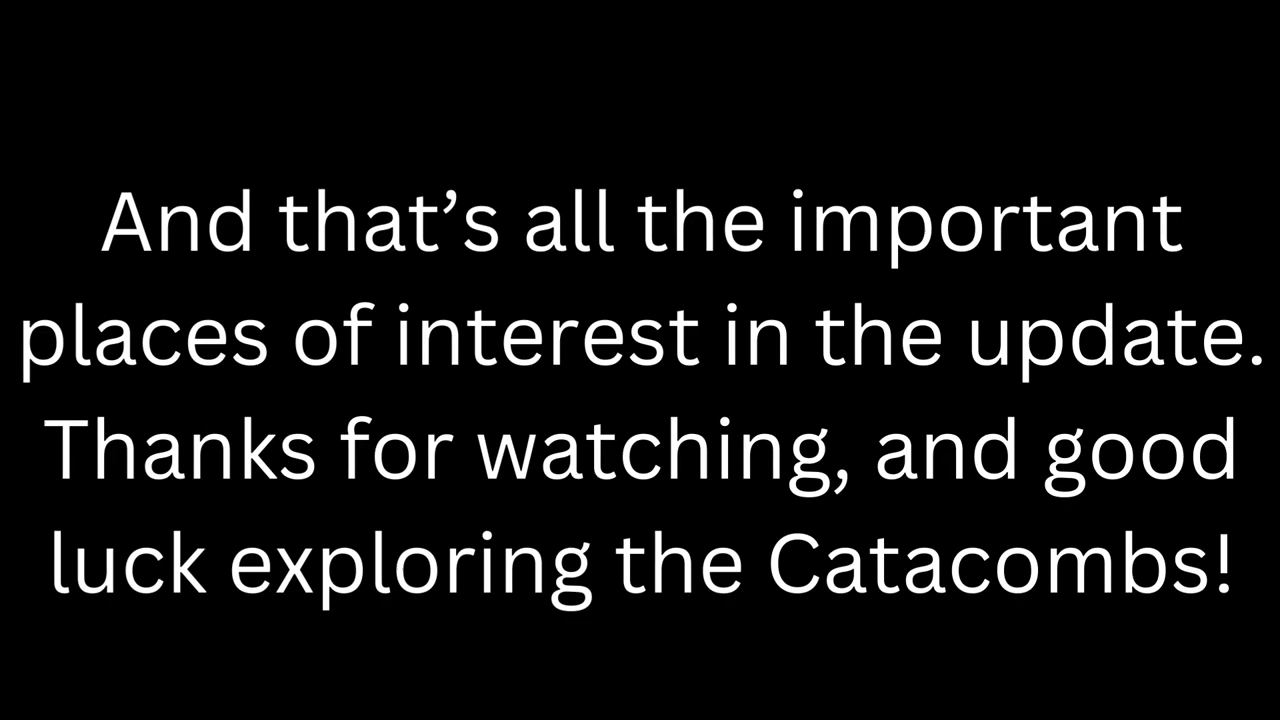 And that’s all the important
places of interest in the update.
Thanks for watching, and good
luck exploring the Catacombs!